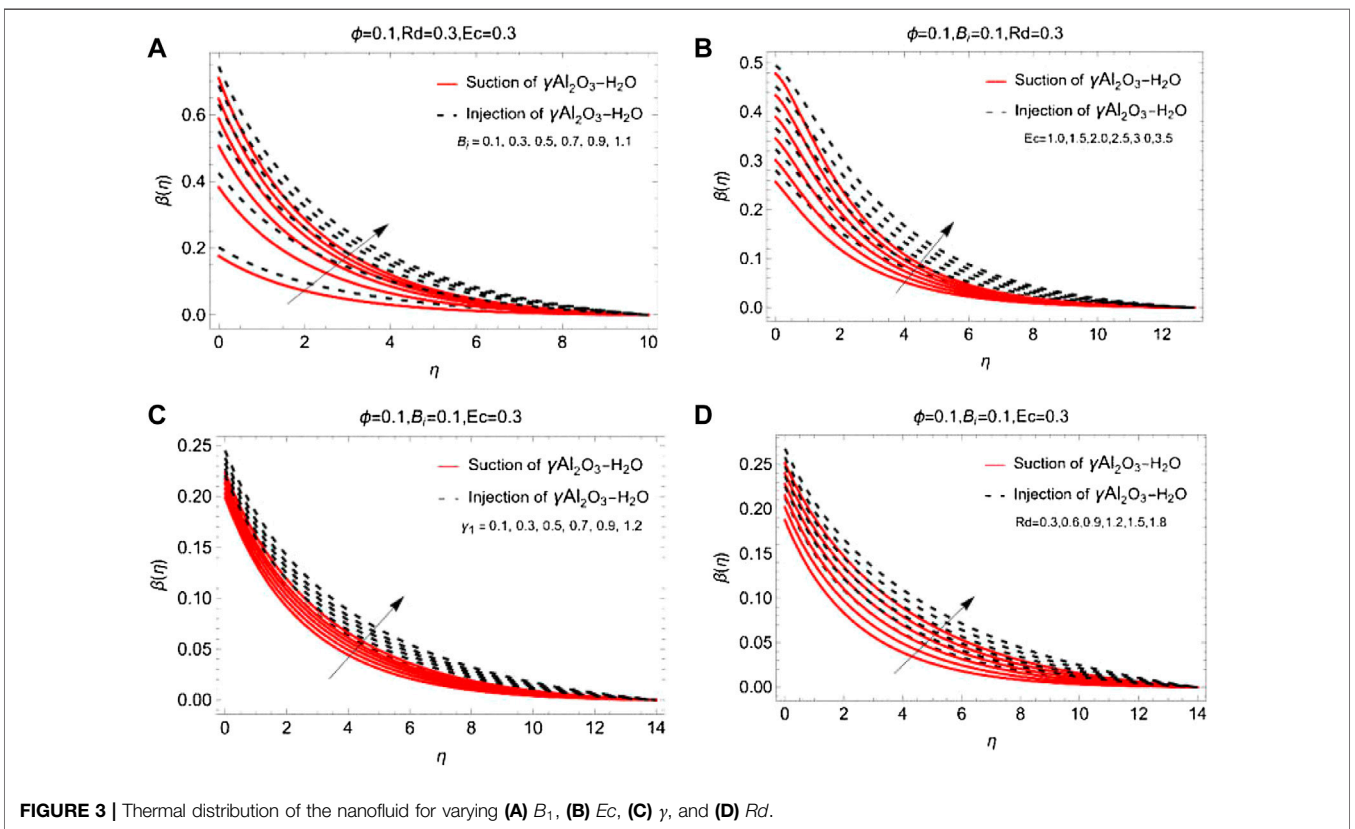 A
ϕ=0.1,Rd=0.3,Ec=0.3
Suction of γAl₂O₃–H₂O
Injection of γAl₂O₃–H₂O
Bᵢ = 0.1, 0.3, 0.5, 0.7, 0.9, 1.1
β(η)
0.6
0.4
0.2
0.0
0 2 4 6 8 10
η
B
ϕ=0.1,Bᵢ=0.1,Rd=0.3
Suction of γAl₂O₃–H₂O
Injection of γAl₂O₃–H₂O
Ec=1.0,1.5,2.0,2.5,3.0,3.5
β(η)
0.5
0.4
0.3
0.2
0.1
0.0
0 2 4 6 8 10 12
η
C
ϕ=0.1,Bᵢ=0.1,Ec=0.3
Suction of γAl₂O₃–H₂O
Injection of γAl₂O₃–H₂O
γ₁ = 0.1, 0.3, 0.5, 0.7, 0.9, 1.2
β(η)
0.25
0.20
0.15
0.10
0.05
0.00
0 2 4 6 8 10 12 14
η
D
ϕ=0.1,Bᵢ=0.1,Ec=0.3
Suction of γAl₂O₃–H₂O
Injection of γAl₂O₃–H₂O
Rd=0.3,0.6,0.9,1.2,1.5,1.8
β(η)
0.25
0.20
0.15
0.10
0.05
0.00
0 2 4 6 8 10 12 14
η
FIGURE 3 | Thermal distribution of the nanofluid for varying (A) B₁, (B) Ec, (C) γ, and (D) Rd.